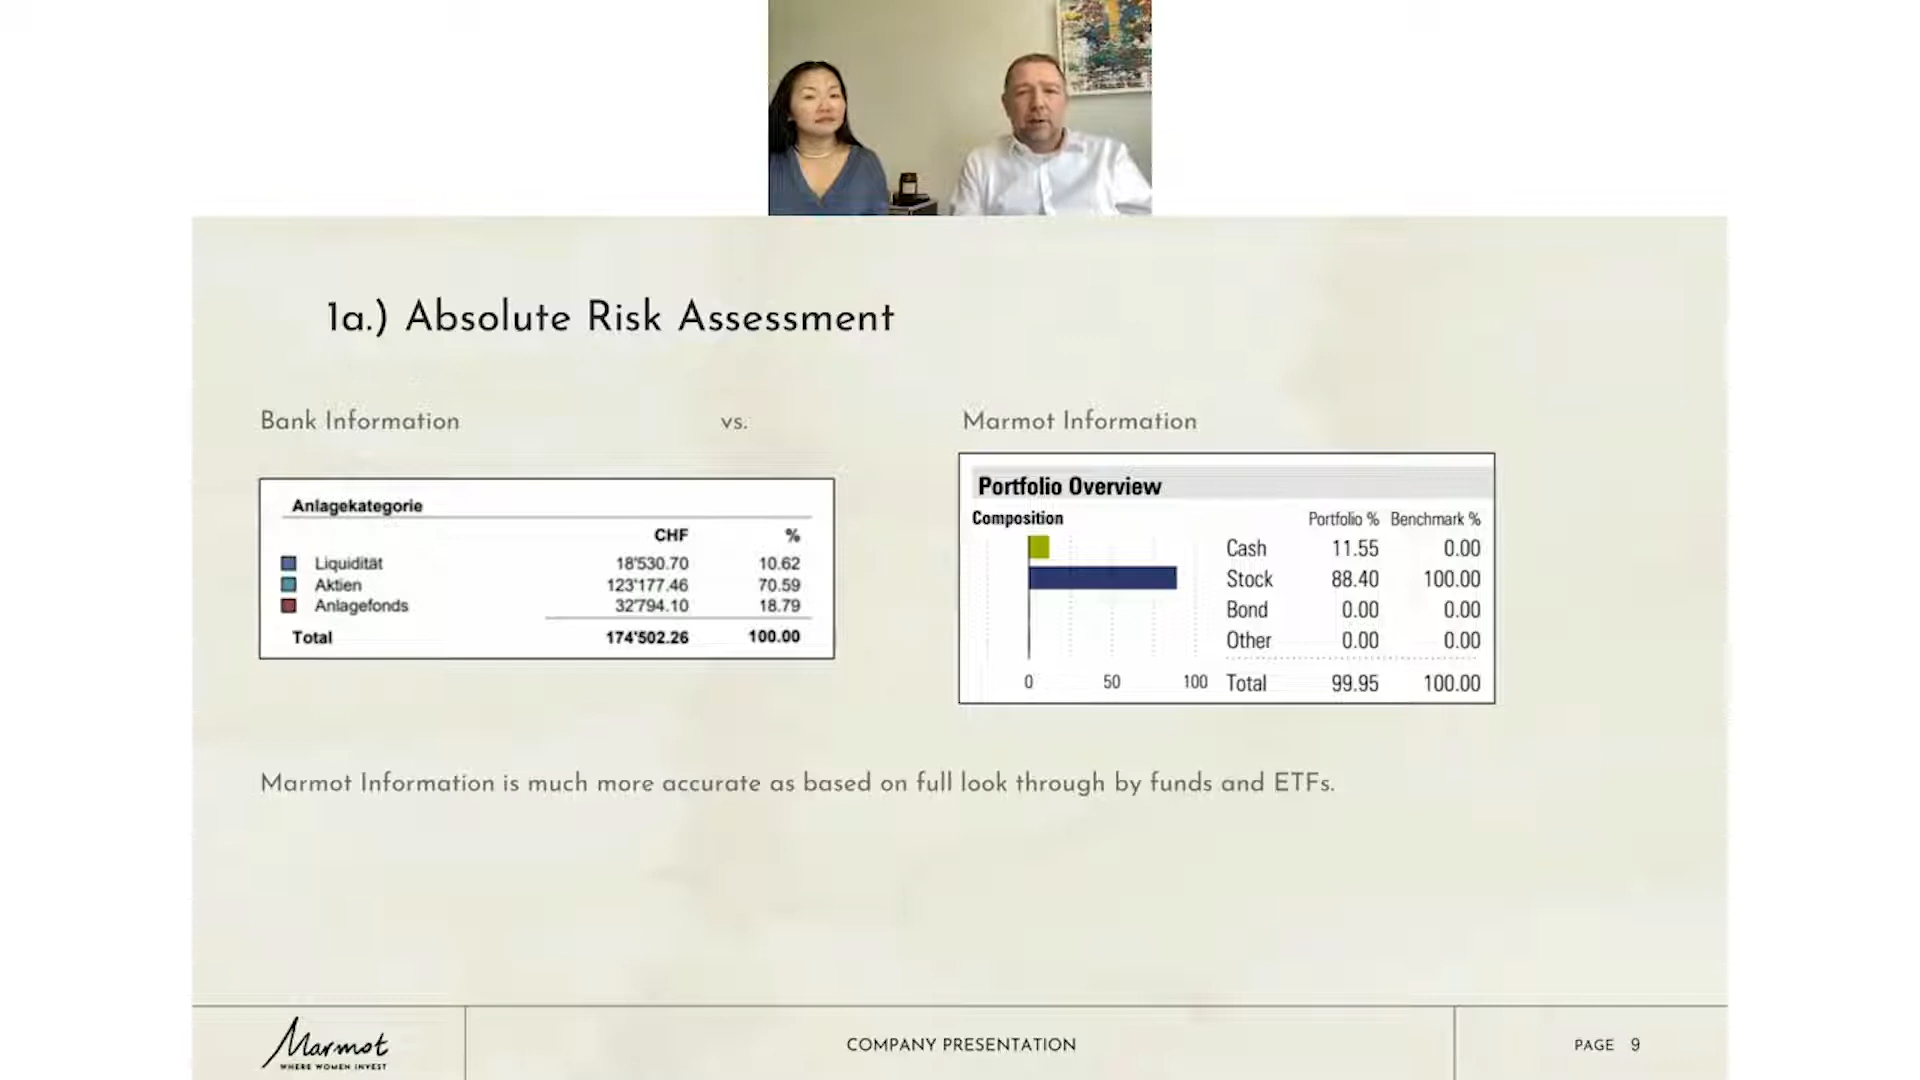 1a.) Absolute Risk Assessment
Bank Information vs. Marmot Information
Anlagekategorie
CHF %
Liquidität 18'530.70 10.62
Aktien 123'177.46 70.59
Anlagefonds 32'794.10 18.79
Total 174'502.26 100.00
Portfolio Overview
Composition Portfolio % Benchmark %
Cash 11.55 0.00
Stock 88.40 100.00
Bond 0.00 0.00
Other 0.00 0.00
0 50 100 Total 99.95 100.00
Marmot Information is much more accurate as based on full look through by funds and ETFs.
Marmot
WHERE WOMEN INVEST
COMPANY PRESENTATION
PAGE 9